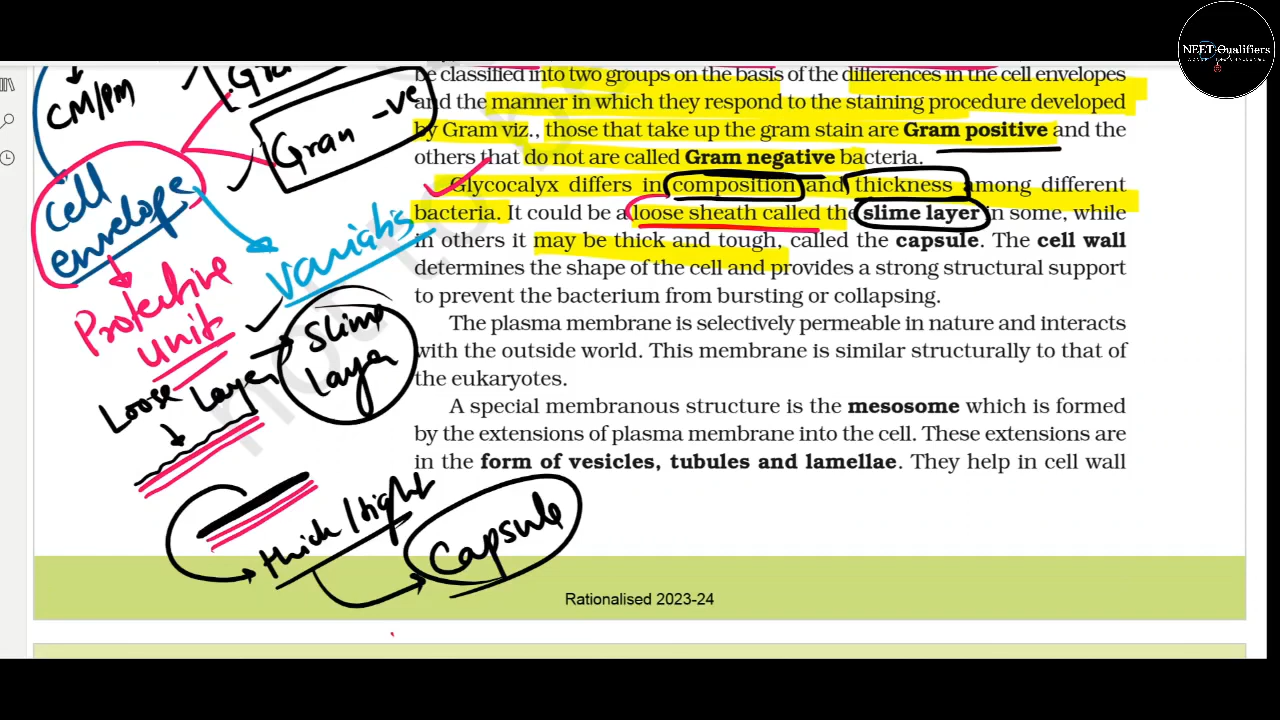 NEET Qualifiers
be classified into two groups on the basis of the differences in the cell envelopes
and the manner in which they respond to the staining procedure developed
by Gram viz., those that take up the gram stain are Gram positive and the
others that do not are called Gram negative bacteria.
Glycocalyx differs in composition and thickness among different
bacteria. It could be a loose sheath called the slime layer in some, while
in others it may be thick and tough, called the capsule. The cell wall
determines the shape of the cell and provides a strong structural support
to prevent the bacterium from bursting or collapsing.
The plasma membrane is selectively permeable in nature and interacts
with the outside world. This membrane is similar structurally to that of
the eukaryotes.
A special membranous structure is the mesosome which is formed
by the extensions of plasma membrane into the cell. These extensions are
in the form of vesicles, tubules and lamellae. They help in cell wall
CM/PM
Gran -ve
Cell
envelope
Protective
unit
Loose layer
Slime
layer
thick/tight
Capsule
Rationalised 2023-24